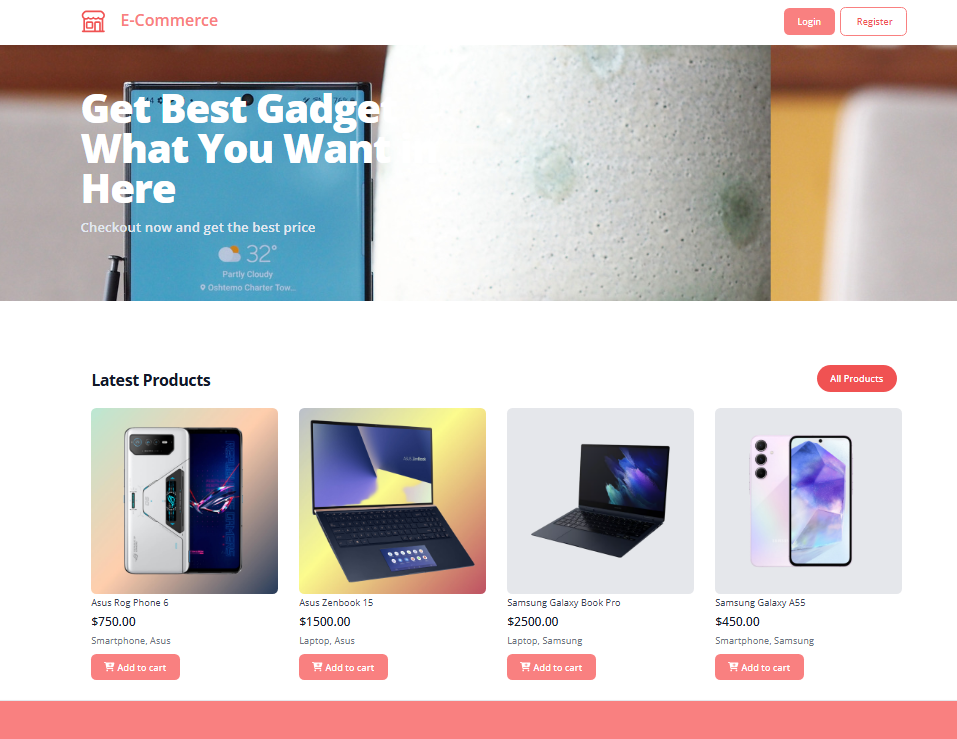 E-Commerce
Login
Register
Get Best Gadget
What You Want in
Here
Checkout now and get the best price
32°
Partly Cloudy
Oshtemo Charter Tow...
Latest Products
All Products
Asus Rog Phone 6
Asus Zenbook 15
Samsung Galaxy Book Pro
Samsung Galaxy A55
$750.00
$1500.00
$2500.00
$450.00
Smartphone, Asus
Laptop, Asus
Laptop, Samsung
Smartphone, Samsung
Add to cart
Add to cart
Add to cart
Add to cart